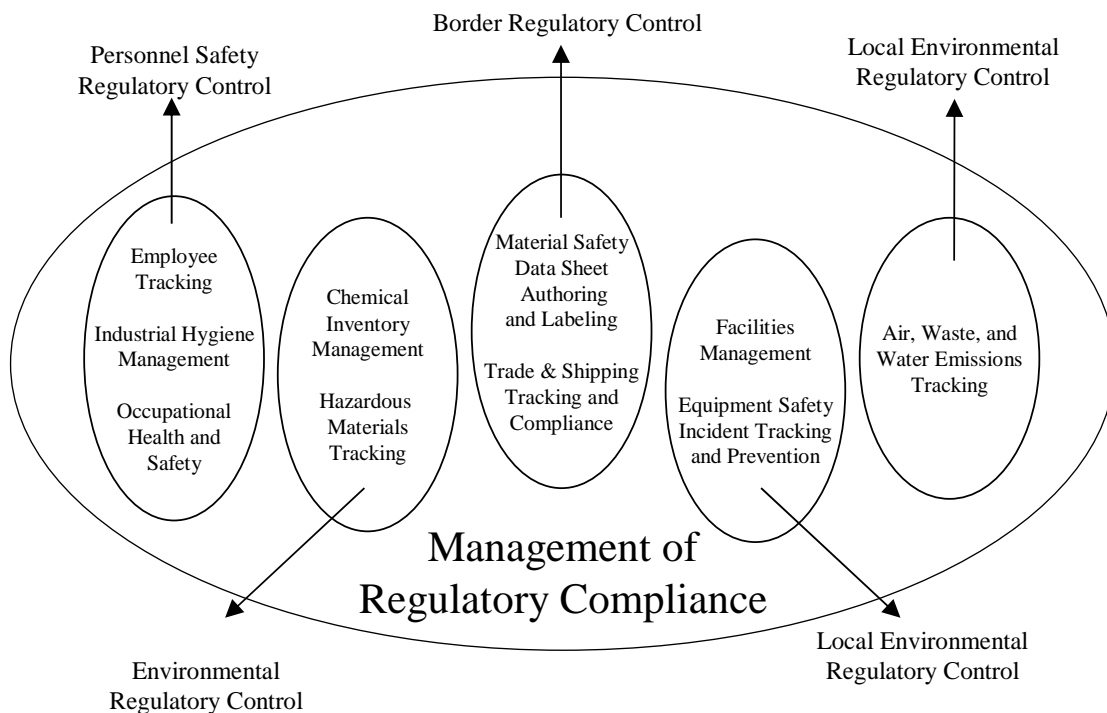 Border Regulatory Control
Personnel Safety
Regulatory Control
Local Environmental
Regulatory Control
Employee
Tracking
Industrial Hygiene
Management
Occupational
Health and
Safety
Chemical
Inventory
Management
Hazardous
Materials
Tracking
Material Safety
Data Sheet
Authoring
and Labeling
Trade & Shipping
Tracking and
Compliance
Facilities
Management
Equipment Safety
Incident Tracking
and Prevention
Air, Waste, and
Water Emissions
Tracking
Management of
Regulatory Compliance
Environmental
Regulatory Control
Local Environmental
Regulatory Control